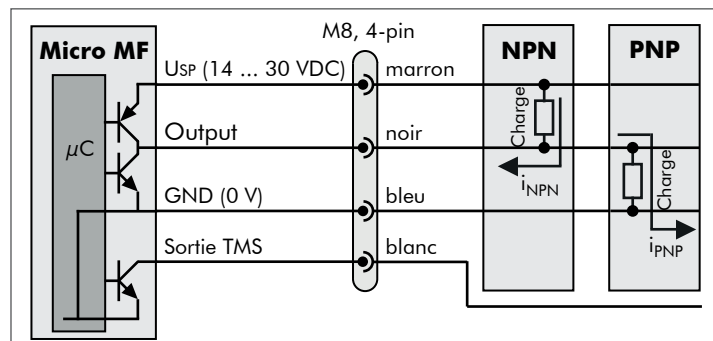 M8, 4-pin
Micro MF
NPN
PNP
USP (14 ... 30 VDC)
marron
µC
Output
noir
Charge
Charge
iNPN
GND (0 V)
bleu
iPNP
Sortie TMS
blanc